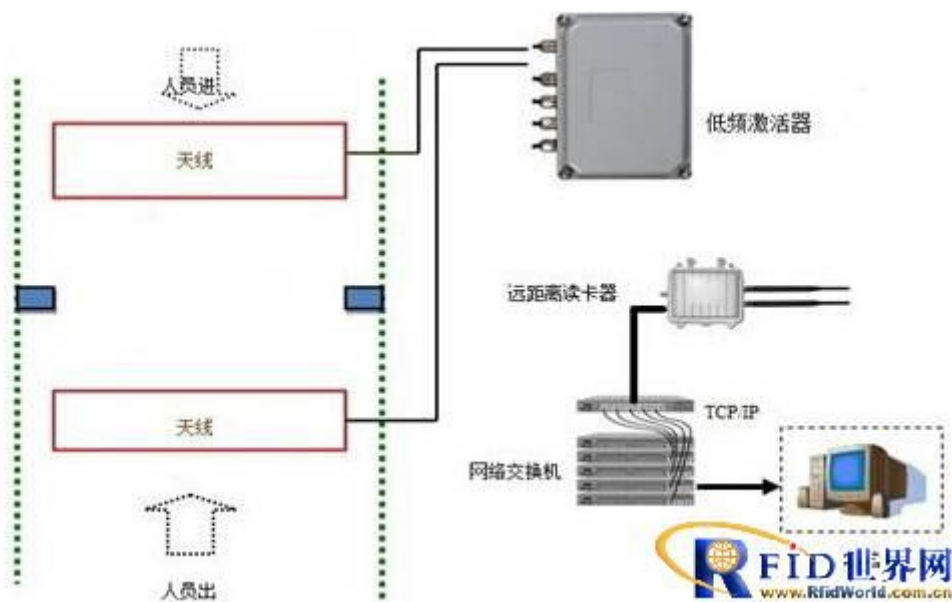 人员进
天线
低频激活器
远距离读卡器
天线
TCP/IP
网络交换机
人员出
RFID世界网
www.RfidWorld.com.cn